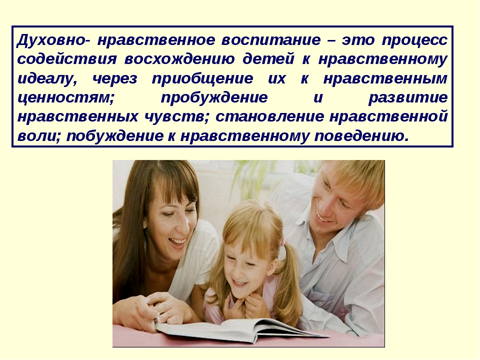 Духовно- нравственное воспитание – это процесс
содействия восхождению детей к нравственному
идеалу, через приобщение их к нравственным
ценностям; пробуждение и развитие
нравственных чувств; становление нравственной
воли; побуждение к нравственному поведению.